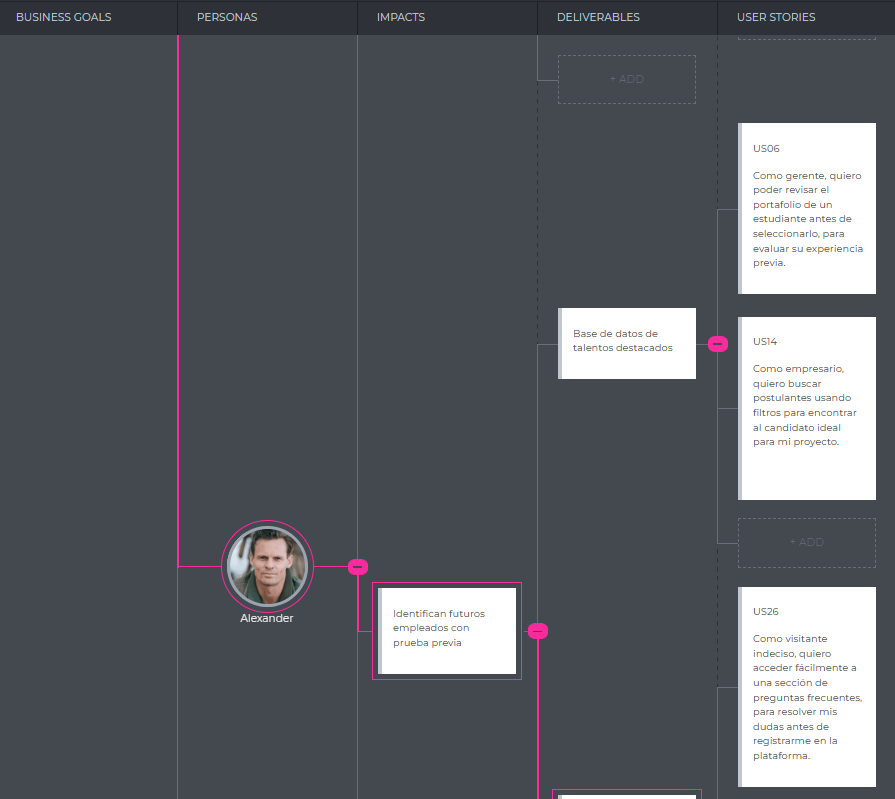 BUSINESS GOALS
PERSONAS
IMPACTS
DELIVERABLES
USER STORIES
+ ADD
US06
Como gerente, quiero
poder revisar el
portafolio de un
estudiante antes de
seleccionarlo, para
evaluar su experiencia
previa.
Base de datos de
talentos destacados
US14
Como empresario,
quiero buscar
postulantes usando
filtros para encontrar
al candidato ideal
para mi proyecto.
+ ADD
Alexander
Identifican futuros
empleados con
prueba previa
US26
Como visitante
indeciso, quiero
acceder fácilmente a
una sección de
preguntas frecuentes,
para resolver mis
dudas antes de
registrarme en la
plataforma.